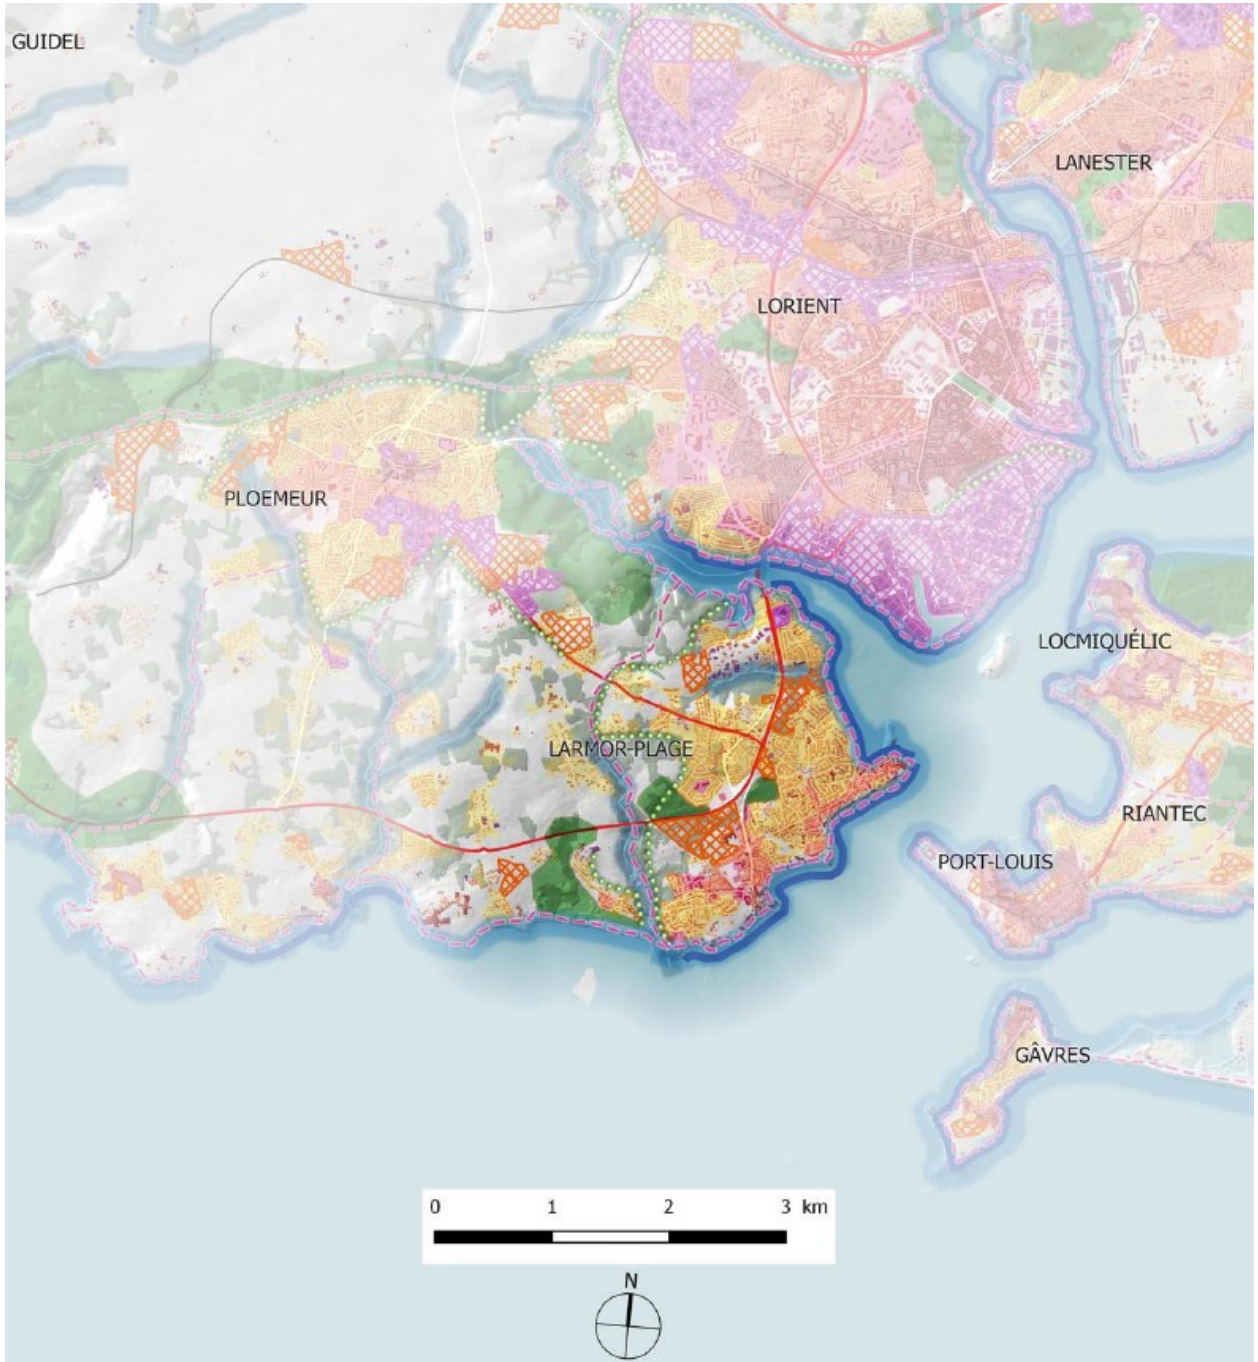 GUIDEL
LANESTER
LORIENT
PLOEMEUR
LOCMIQUÉLIC
LARMOR-PLAGE
RIANTEC
PORT-LOUIS
GÂVRES
0 1 2 3 km
N